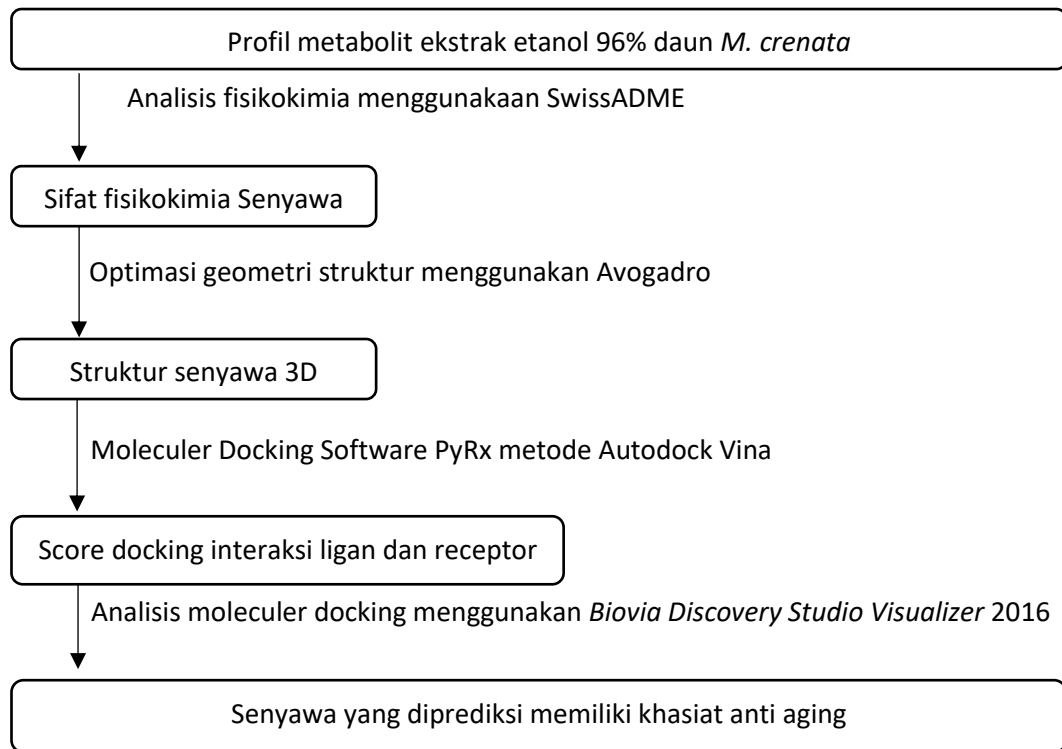 Profil metabolit ekstrak etanol 96% daun M. crenata
Analisis fisikokimia menggunakaan SwissADME
Sifat fisikokimia Senyawa
Optimasi geometri struktur menggunakan Avogadro
Struktur senyawa 3D
Moleculer Docking Software PyRx metode Autodock Vina
Score docking interaksi ligan dan receptor
Analisis moleculer docking menggunakan Biovia Discovery Studio Visualizer 2016
Senyawa yang diprediksi memiliki khasiat anti aging